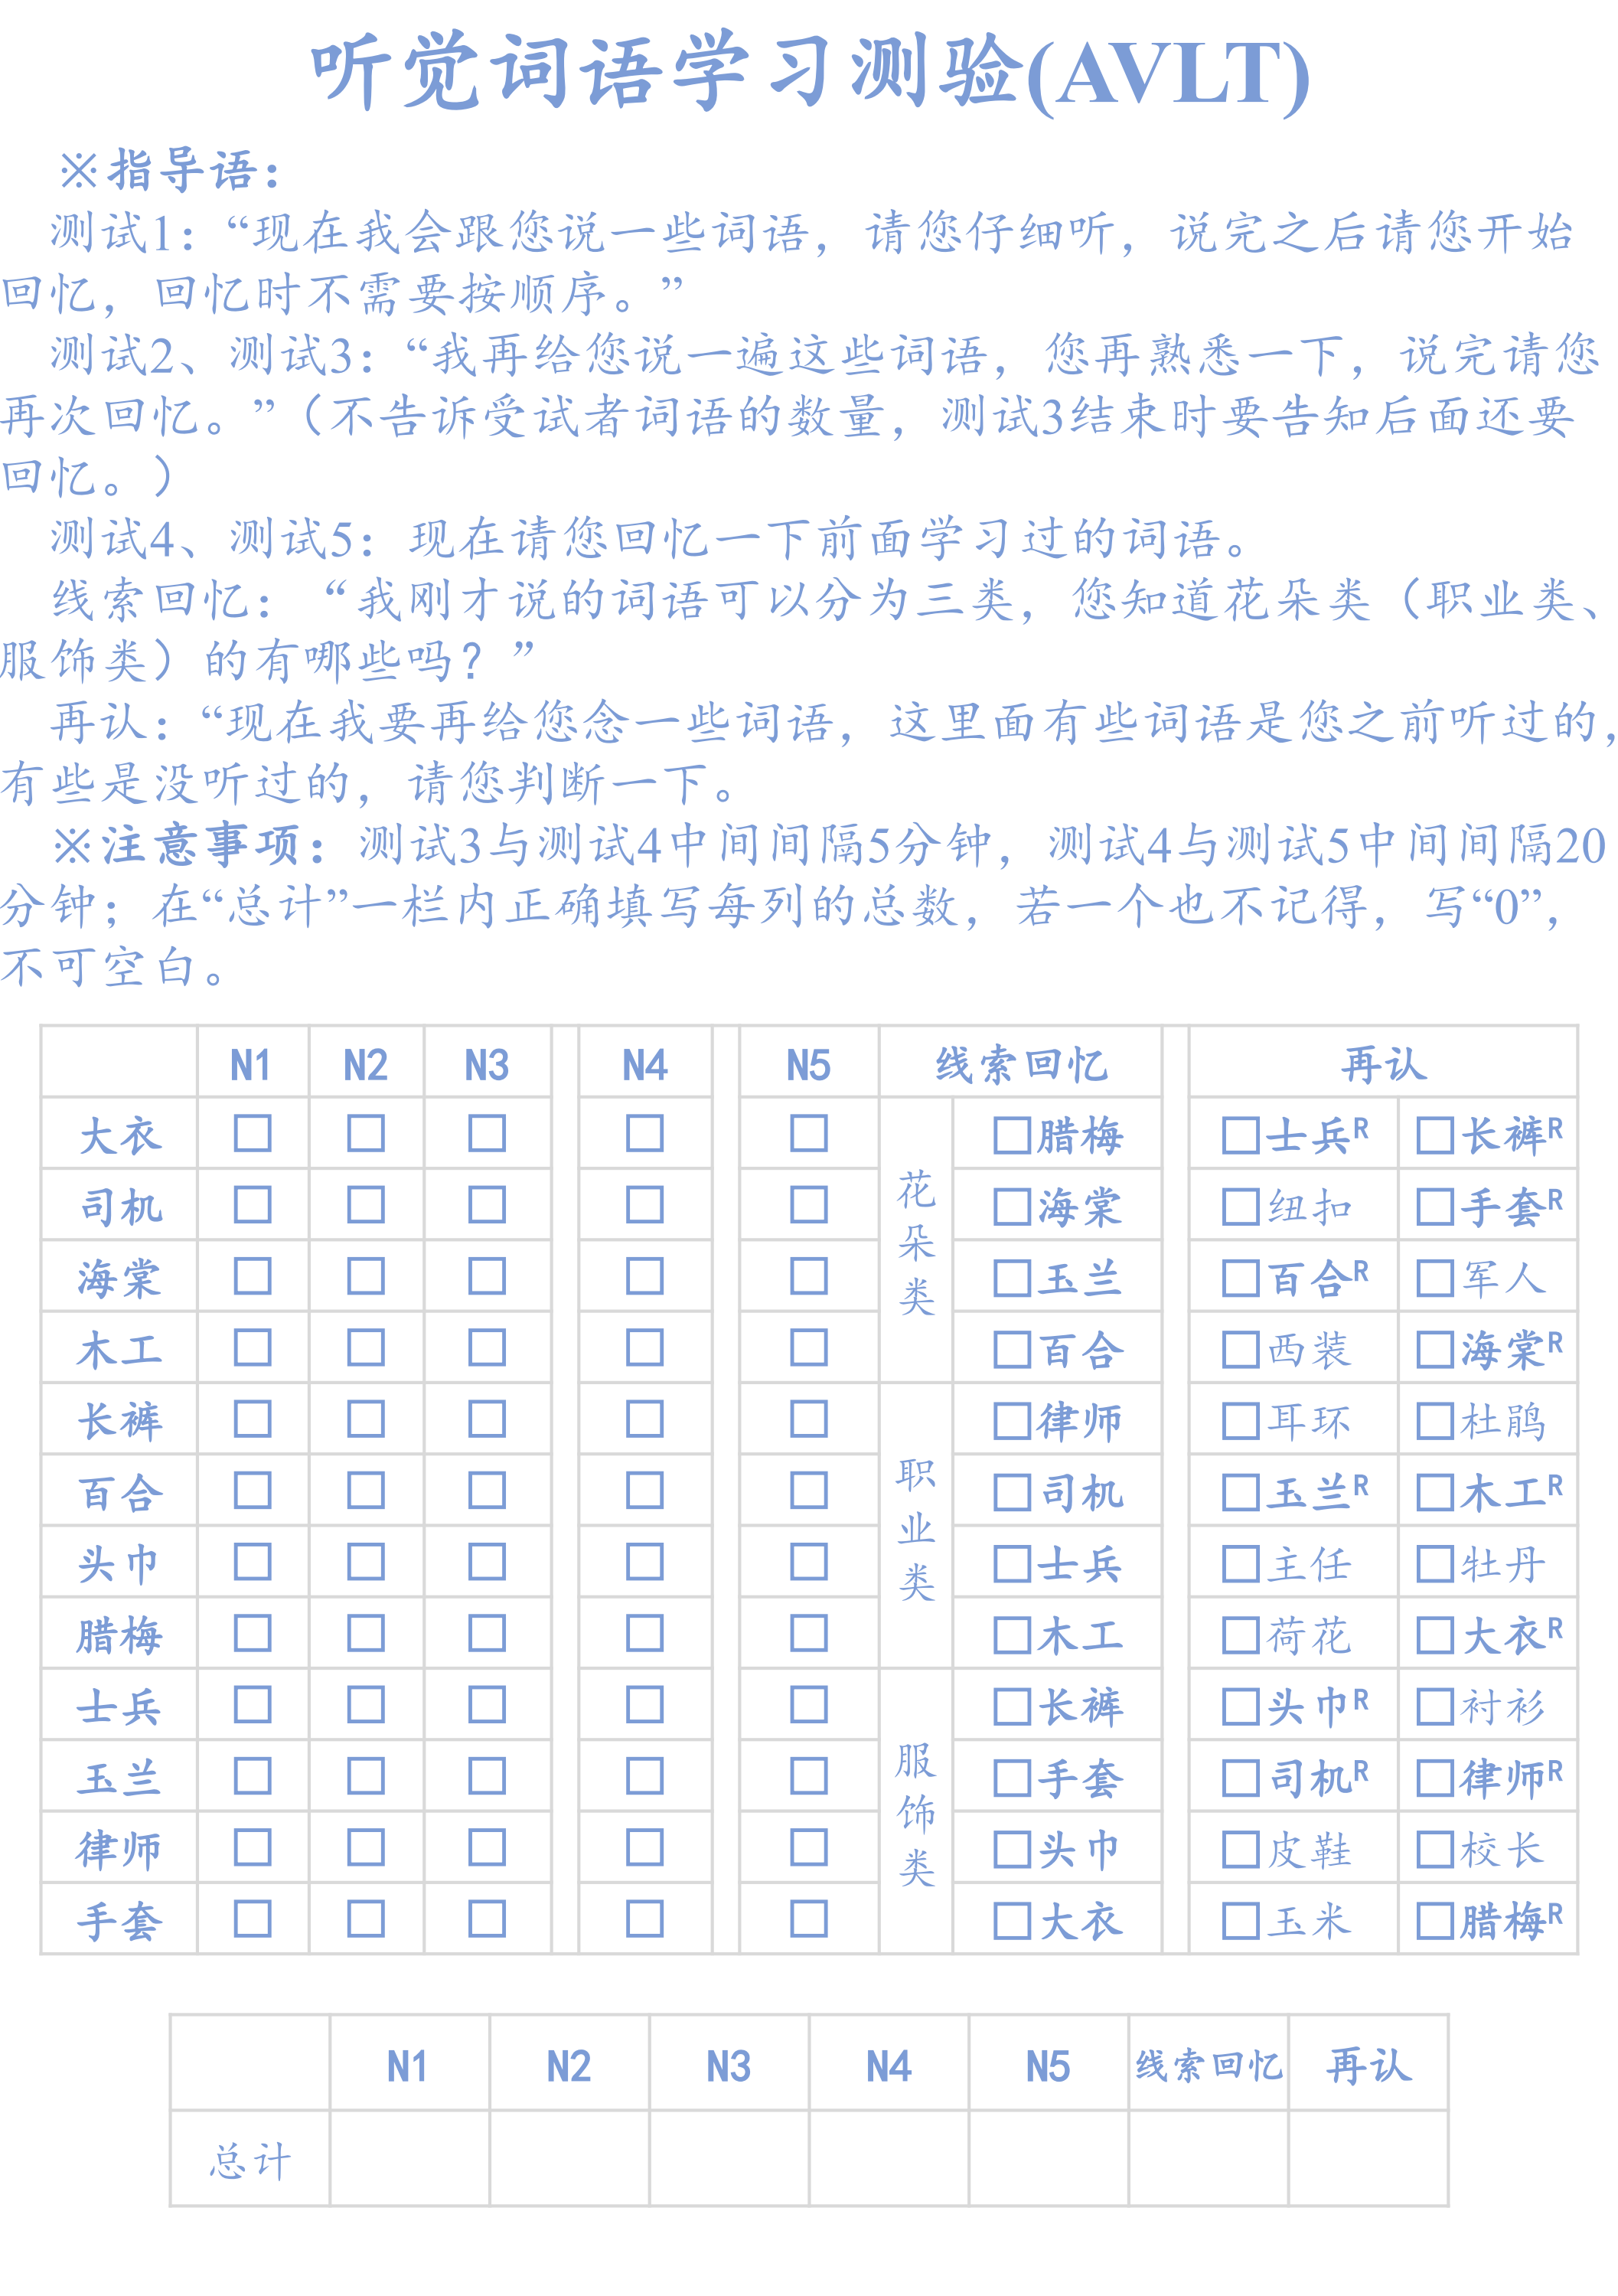 听觉词语学习测验(AVLT)
※指导语：
测试1：“现在我会跟您说一些词语，请您仔细听，说完之后请您开始
回忆，回忆时不需要按顺序。”
测试2、测试3：“我再给您说一遍这些词语，您再熟悉一下，说完请您
再次回忆。”（不告诉受试者词语的数量，测试3结束时要告知后面还要
回忆。）
测试4、测试5：现在请您回忆一下前面学习过的词语。
线索回忆：“我刚才说的词语可以分为三类，您知道花朵类（职业类、
服饰类）的有哪些吗？”
再认：“现在我要再给您念一些词语，这里面有些词语是您之前听过的，
有些是没听过的，请您判断一下。
※注意事项：测试3与测试4中间间隔5分钟，测试4与测试5中间间隔20
分钟；在“总计”一栏内正确填写每列的总数，若一个也不记得，写“0”，
不可空白。
N1 N2 N3 N4 N5 线索回忆 再认
大衣 □ □ □ □ □ 花朵类 □腊梅 □士兵R □长裤R
司机 □ □ □ □ □ □海棠 □纽扣 □手套R
海棠 □ □ □ □ □ □玉兰 □百合R □军人
木工 □ □ □ □ □ □百合 □西装 □海棠R
长裤 □ □ □ □ □ 职业类 □律师 □耳环 □杜鹃
百合 □ □ □ □ □ □司机 □玉兰R □木工R
头巾 □ □ □ □ □ □士兵 □主任 □牡丹
腊梅 □ □ □ □ □ □木工 □荷花 □大衣R
士兵 □ □ □ □ □ 服饰类 □长裤 □头巾R □衬衫
玉兰 □ □ □ □ □ □手套 □司机R □律师R
律师 □ □ □ □ □ □头巾 □皮鞋 □校长
手套 □ □ □ □ □ □大衣 □玉米 □腊梅R
N1 N2 N3 N4 N5 线索回忆 再认
总计